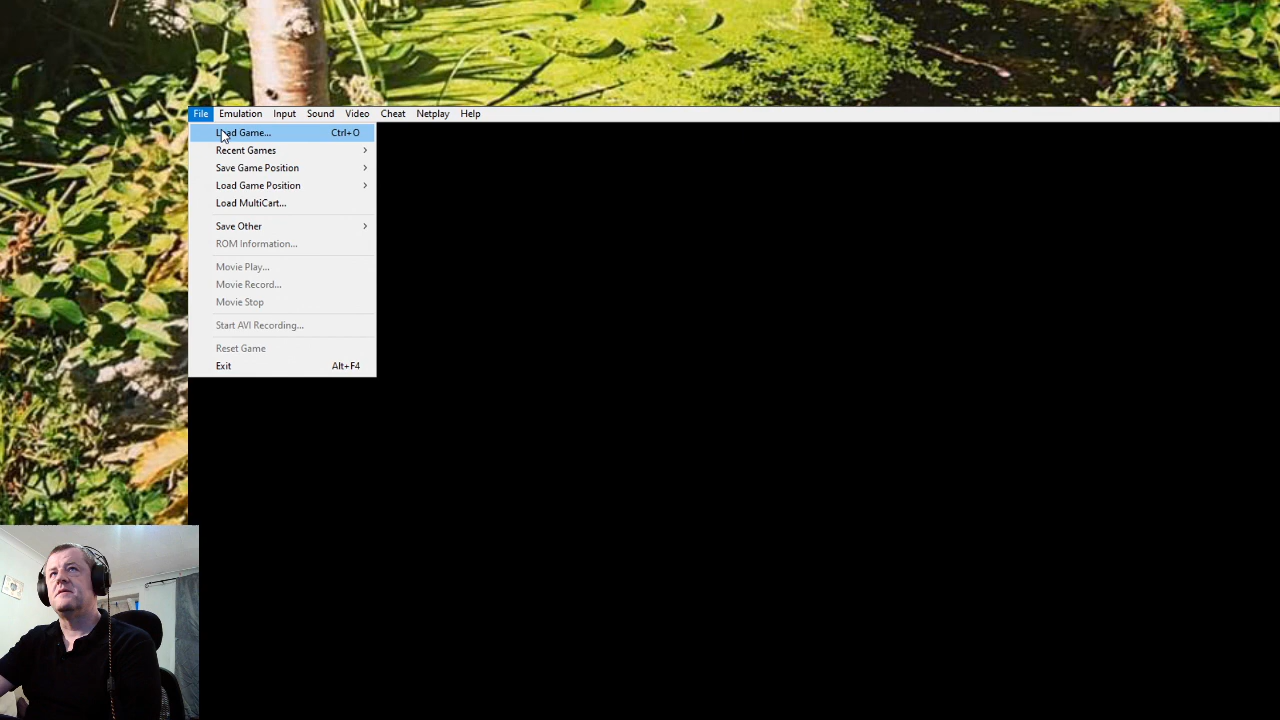 File Emulation Input Sound Video Cheat Netplay Help
Load Game... Ctrl+O
Recent Games
Save Game Position
Load Game Position
Load MultiCart...
Save Other
ROM Information...
Movie Play...
Movie Record...
Movie Stop
Start AVI Recording...
Reset Game
Exit Alt+F4